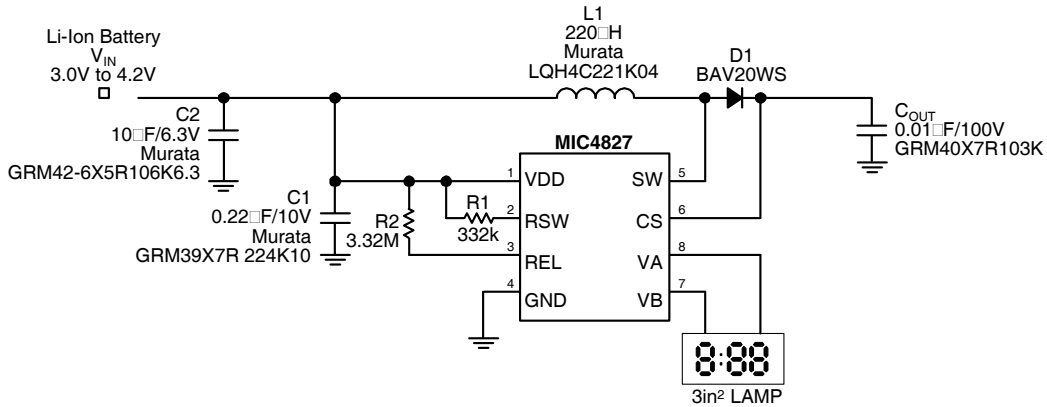 Li-Ion Battery
VIN
3.0V to 4.2V
C2
10□F/6.3V
Murata
GRM42-6X5R106K6.3
C1
0.22□F/10V
Murata
GRM39X7R 224K10
R2
3.32M
R1
332k
L1
220□H
Murata
LQH4C221K04
D1
BAV20WS
COUT
0.01□F/100V
GRM40X7R103K
MIC4827
1 VDD
2 RSW
3 REL
4 GND
SW 5
CS 6
VA 8
VB 7
8:88
3in² LAMP